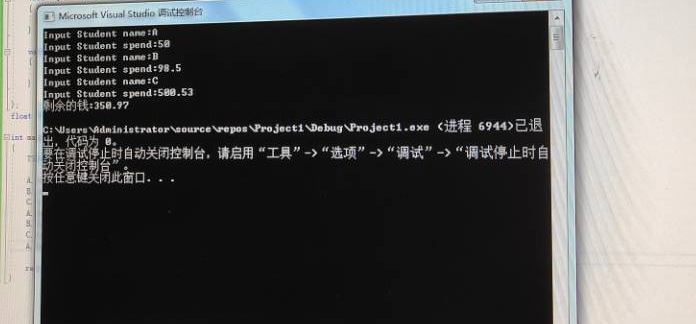 Microsoft Visual Studio 调试控制台
Input Student name:A
Input Student spend:50
Input Student name:B
Input Student spend:98.5
Input Student name:C
Input Student spend:500.53
剩余的钱:350.97
C:\Users\Administrator\source\repos\Project1\Debug\Project1.exe (进程 6944)已退
出，代码为 0。
要在调试停止时自动关闭控制台，请启用“工具”->“选项”->“调试”->“调试停止时自
动关闭控制台”。
按任意键关闭此窗口. . .
};
float
int ma
{
A.
B.
C.
A.
B.
C.
A.
}